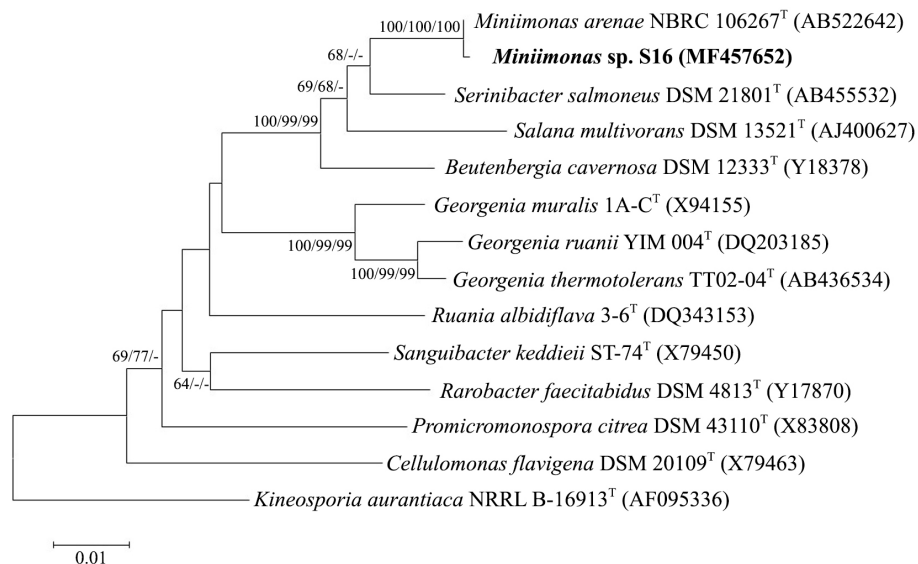 Miniimonas arenae NBRC 106267T (AB522642)
100/100/100
Miniimonas sp. S16 (MF457652)
68/-/-
69/68/-
Serinibacter salmoneus DSM 21801T (AB455532)
100/99/99
Salana multivorans DSM 13521T (AJ400627)
Beutenbergia cavernosa DSM 12333T (Y18378)
Georgenia muralis 1A-CT (X94155)
100/99/99
Georgenia ruanii YIM 004T (DQ203185)
100/99/99
Georgenia thermotolerans TT02-04T (AB436534)
Ruania albidiflava 3-6T (DQ343153)
69/77/-
Sanguibacter keddieii ST-74T (X79450)
64/-/-
Rarobacter faecitabidus DSM 4813T (Y17870)
Promicromonospora citrea DSM 43110T (X83808)
Cellulomonas flavigena DSM 20109T (X79463)
Kineosporia aurantiaca NRRL B-16913T (AF095336)
0.01